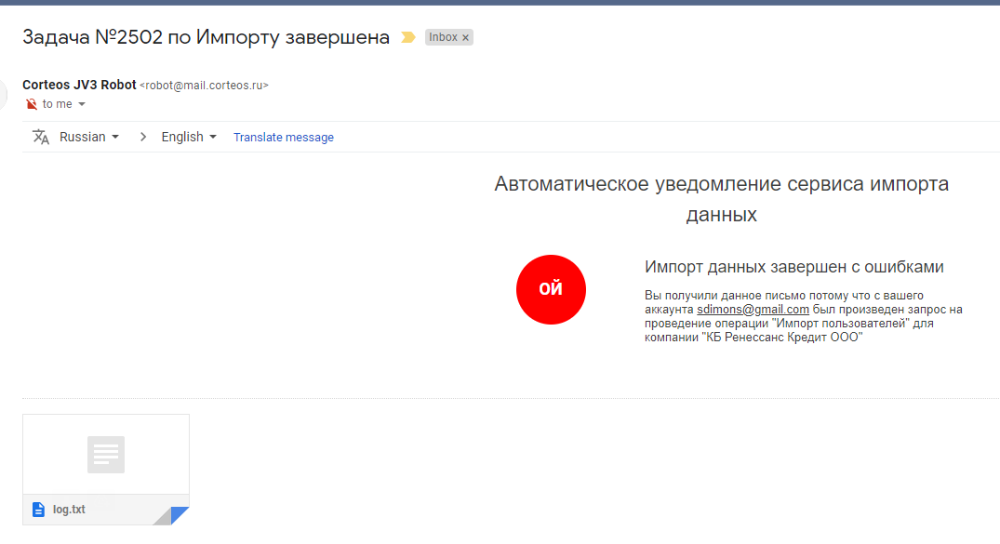 Задача №2502 по Импорту завершена
Inbox ×
Corteos JV3 Robot <robot@mail.corteos.ru>
to me
Russian > English Translate message
Автоматическое уведомление сервиса импорта
данных
ОЙ
Импорт данных завершен с ошибками
Вы получили данное письмо потому что с вашего
аккаунта sdimons@gmail.com был произведен запрос на
проведение операции "Импорт пользователей" для
компании "КБ Ренессанс Кредит ООО"
log.txt